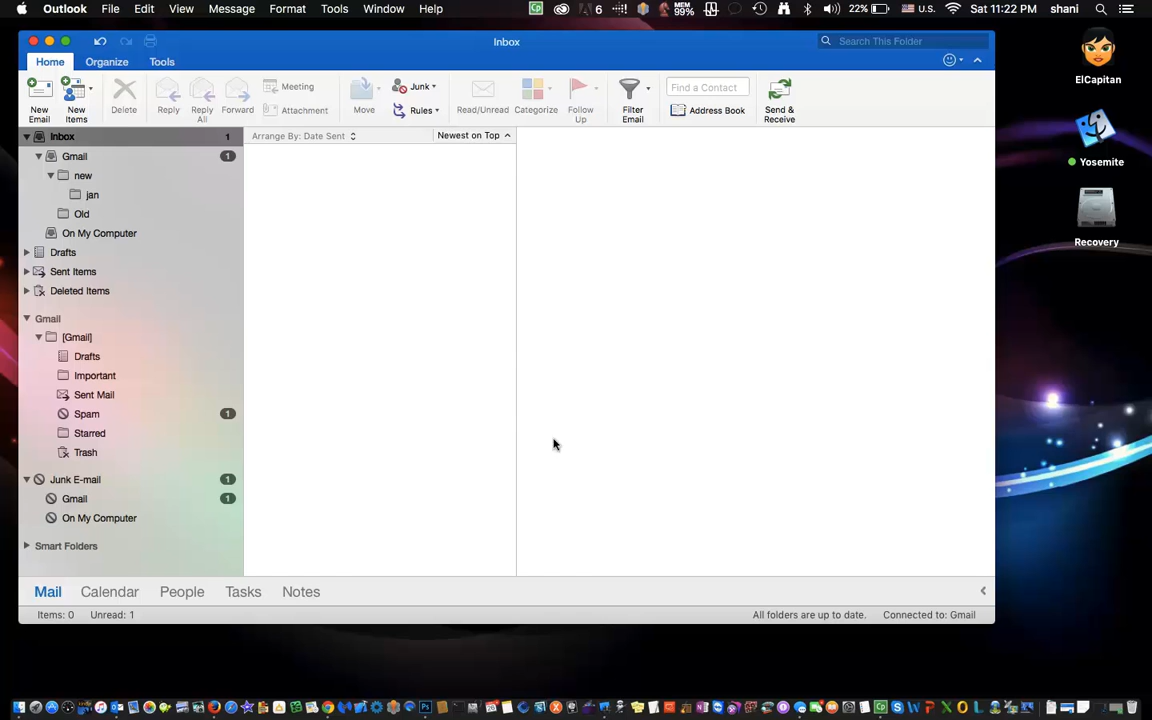 Outlook File Edit View Message Format Tools Window Help 6 MEM 99% 22% U.S. Sat 11:22 PM shani
Inbox
Search This Folder
Home Organize Tools
New Email
New Items
Delete
Reply
Reply All
Forward
Meeting
Attachment
Move
Junk
Rules
Read/Unread
Categorize
Follow Up
Filter Email
Find a Contact
Address Book
Send & Receive
Inbox 1
Gmail 1
new
jan
Old
On My Computer
Drafts
Sent Items
Deleted Items
Gmail
[Gmail]
Drafts
Important
Sent Mail
Spam 1
Starred
Trash
Junk E-mail 1
Gmail 1
On My Computer
Smart Folders
Arrange By: Date Sent Newest on Top
Mail Calendar People Tasks Notes
Items: 0 Unread: 1 All folders are up to date. Connected to: Gmail
ElCapitan
Yosemite
Recovery